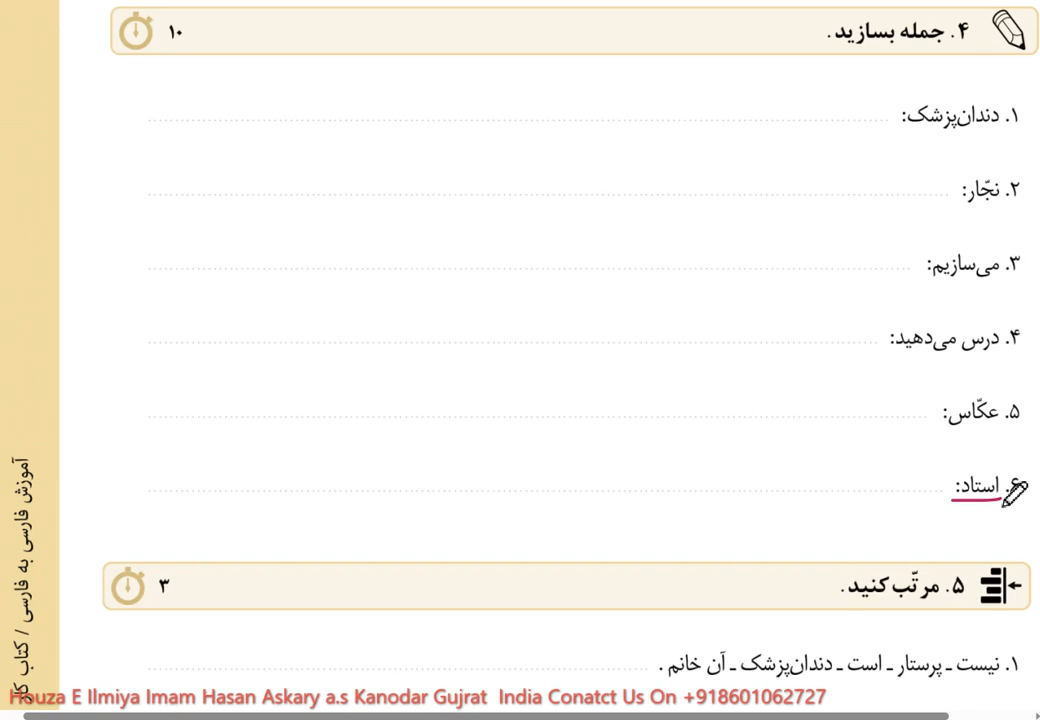 ۴. جمله بسازید. ۱۰
۱. دندان‌پزشک:
۲. نجّار:
۳. می‌سازیم:
۴. درس می‌دهید:
۵. عکّاس:
۶. استاد:
۵. مرتّب کنید. ۳
۱. نیست ـ پرستار ـ است ـ دندان‌پزشک ـ آن خانم .
آموزش فارسی به فارسی / کتاب کار
Houza E Ilmiya Imam Hasan Askary a.s Kanodar Gujrat India Conatct Us On +918601062727